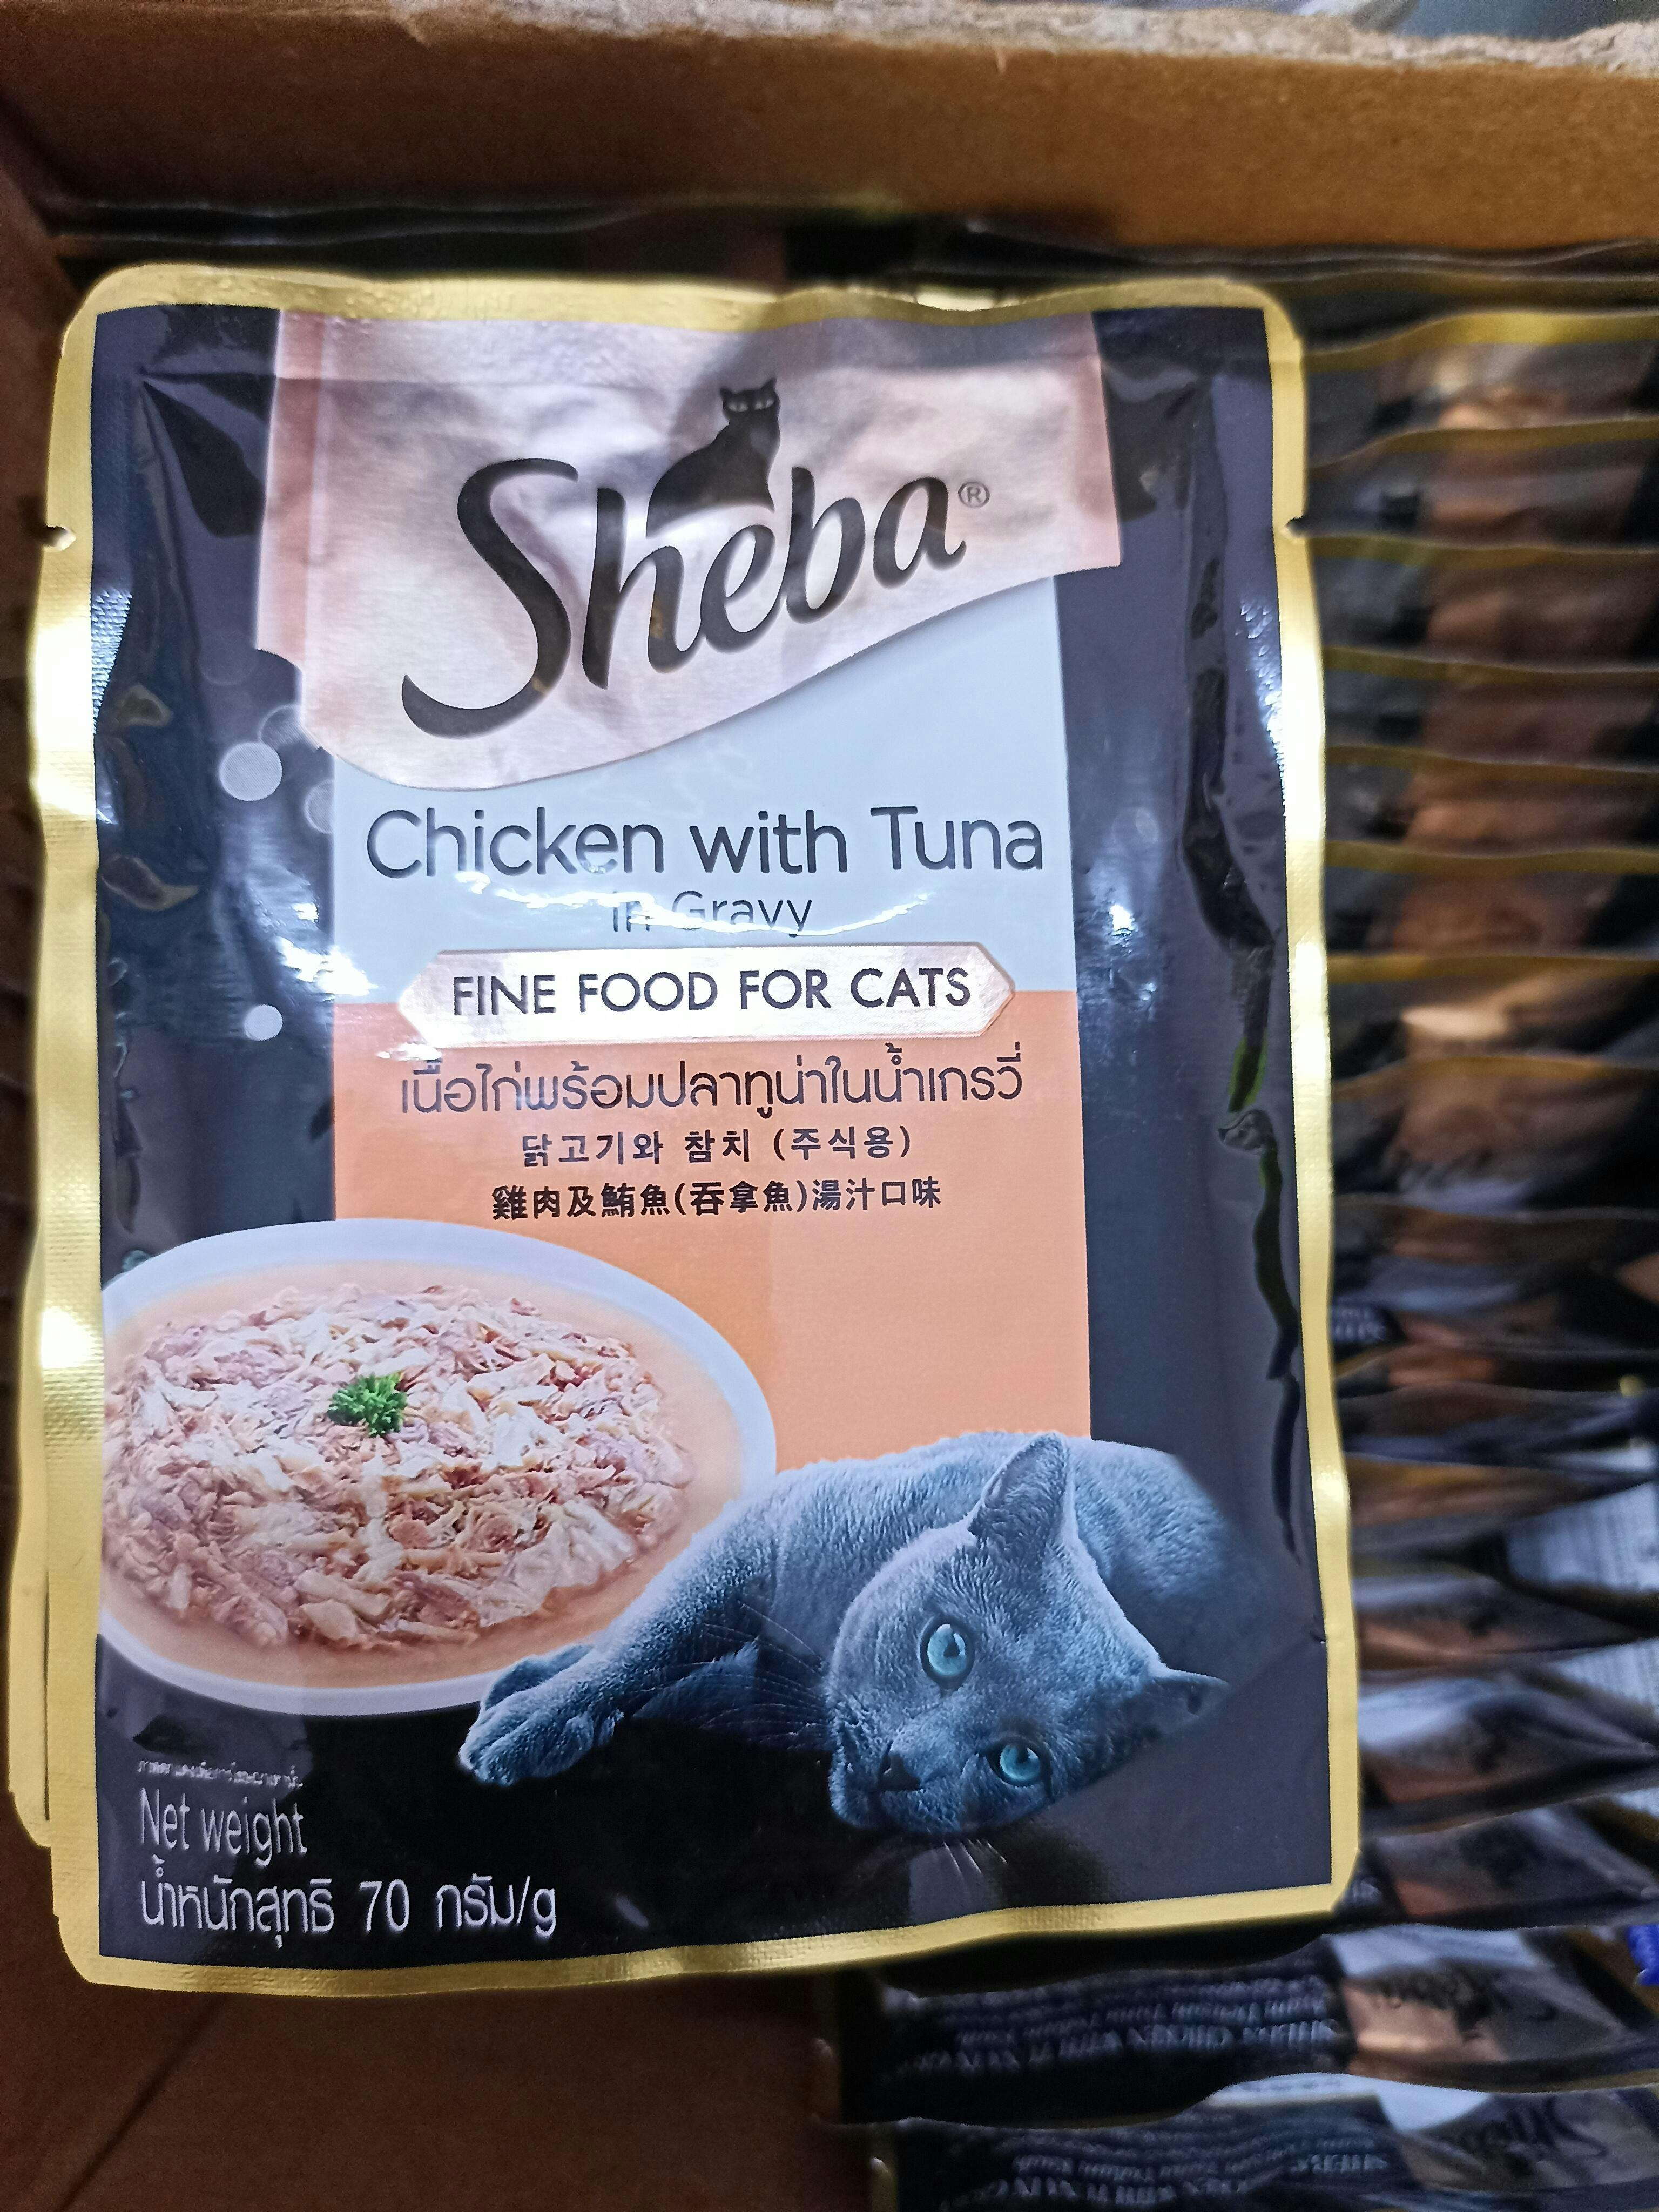 Sheba®
Chicken with Tuna
in Gravy
FINE FOOD FOR CATS
เนื้อไก่พร้อมปลาทูน่าในน้ำเกรวี่
닭고기와 참치 (주식용)
雞肉及鮪魚(吞拿魚)湯汁口味
Net weight
น้ำหนักสุทธิ 70 กรัม/g